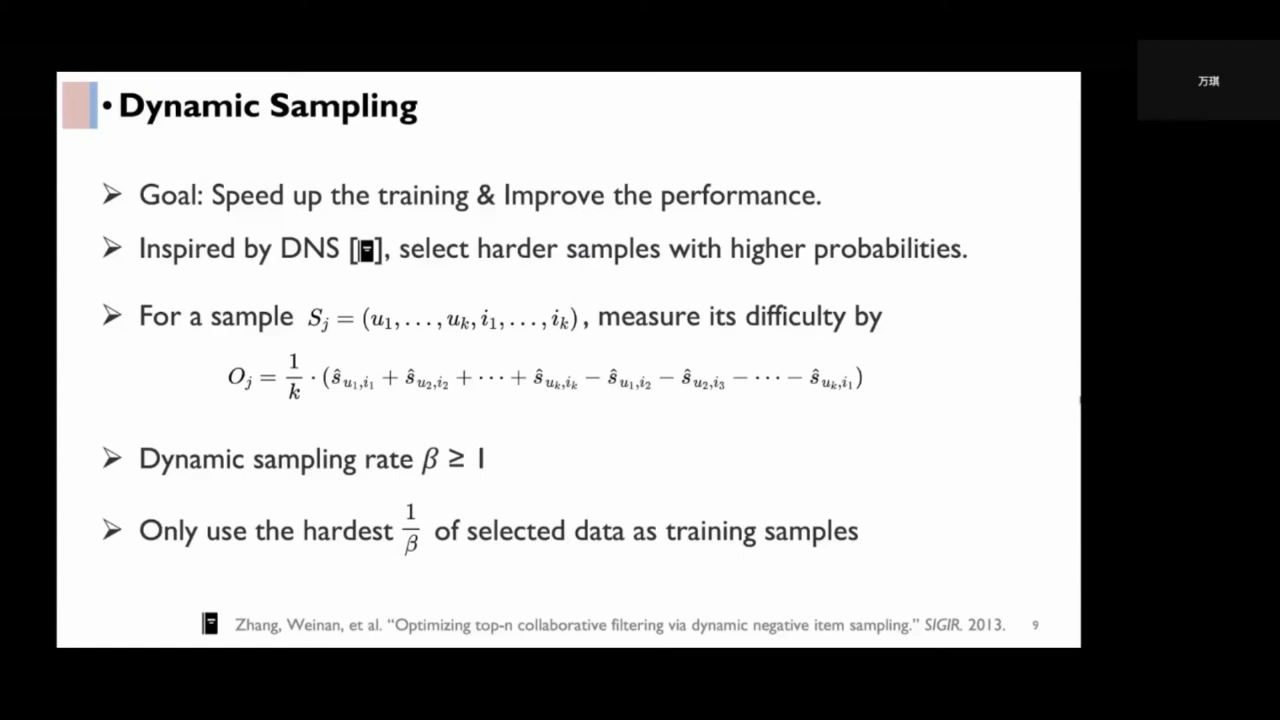 • Dynamic Sampling
万琪
➢ Goal: Speed up the training & Improve the performance.
➢ Inspired by DNS [], select harder samples with higher probabilities.
➢ For a sample S_j = (u_1, . . . , u_k, i_1, . . . , i_k), measure its difficulty by
O_j = 1/k · (ŝ_{u_1,i_1} + ŝ_{u_2,i_2} + · · · + ŝ_{u_k,i_k} − ŝ_{u_1,i_2} − ŝ_{u_2,i_3} − · · · − ŝ_{u_k,i_1})
➢ Dynamic sampling rate β ≥ 1
➢ Only use the hardest 1/β of selected data as training samples
Zhang, Weinan, et al. “Optimizing top-n collaborative filtering via dynamic negative item sampling.” SIGIR. 2013.
9